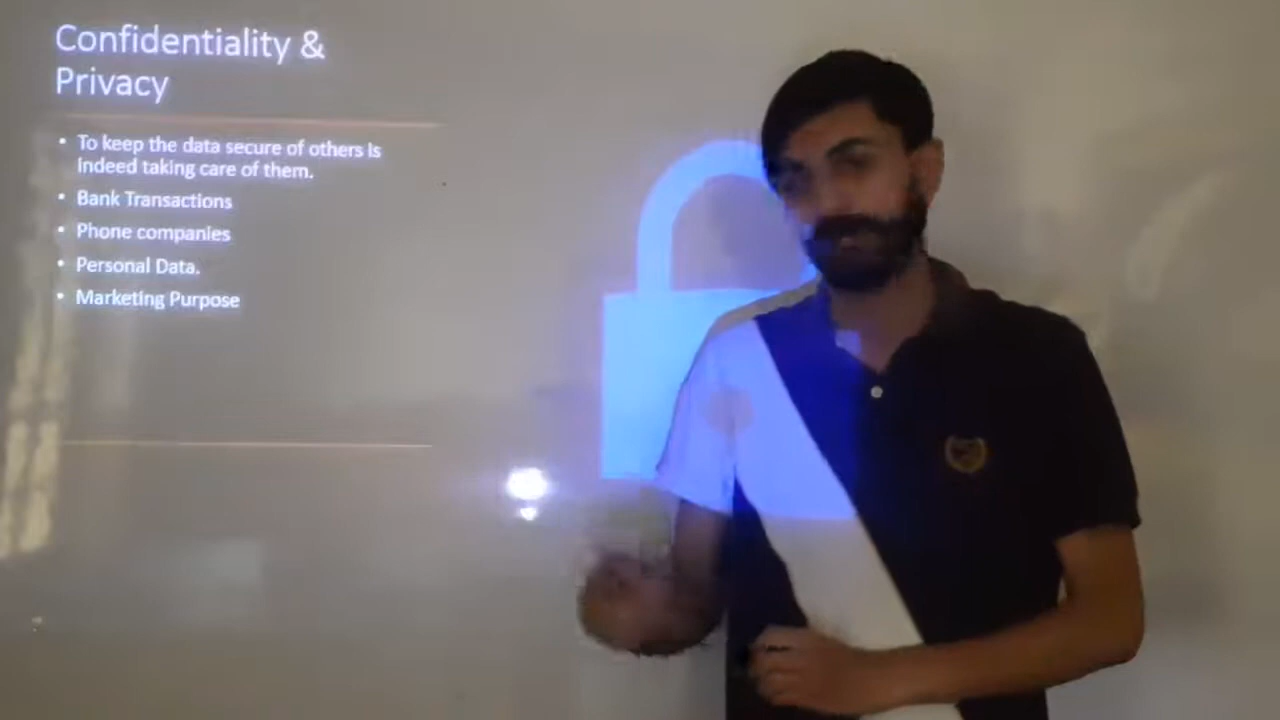 Confidentiality &
Privacy
• To keep the data secure of others is
indeed taking care of them.
• Bank Transactions
• Phone companies
• Personal Data.
• Marketing Purpose